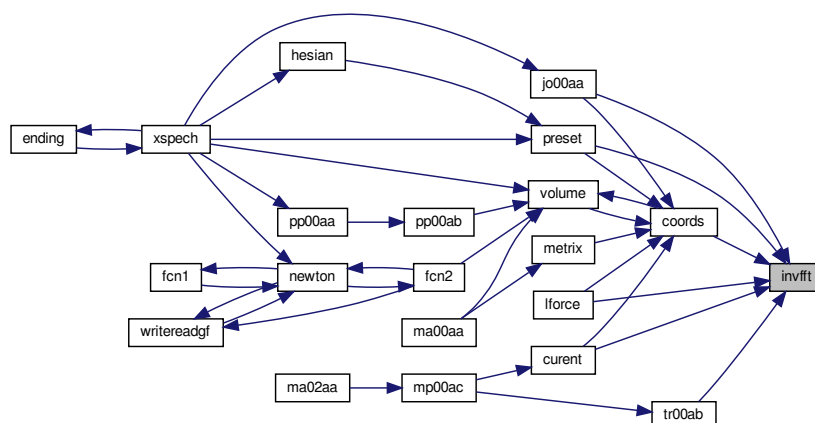 hesian
jo00aa
ending
xspech
preset
volume
pp00aa
pp00ab
coords
metrix
fcn1
newton
fcn2
invfft
lforce
writereadgf
ma00aa
curent
ma02aa
mp00ac
tr00ab